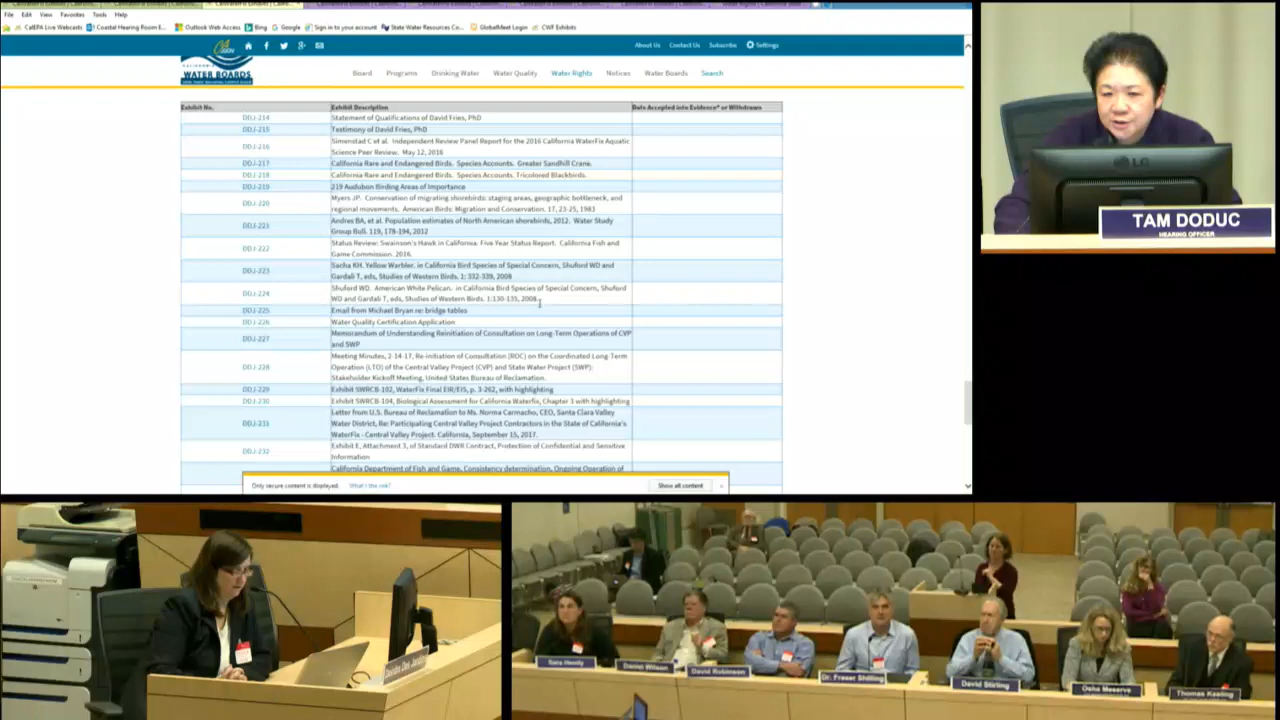 File Edit View Favorites Tools Help
CalEPA Live Webcasts Coastal Hearing Room E... Outlook Web Access Bing Google Sign in to your account State Water Resources Co... GlobalMeet Login CWF Exhibits
About Us Contact Us Subscribe Settings
CALIFORNIA
WATER BOARDS
Board Programs Drinking Water Water Quality Water Rights Notices Water Boards Search
Exhibit No. Exhibit Description Date Accepted into Evidence* or Withdrawn
DDJ-214 Statement of Qualifications of David Fries, PhD
DDJ-215 Testimony of David Fries, PhD
DDJ-216 Simenstad C et al. Independent Review Panel Report for the 2016 California WaterFix Aquatic
Science Peer Review. May 12, 2016
DDJ-217 California Rare and Endangered Birds. Species Accounts. Greater Sandhill Crane.
DDJ-218 California Rare and Endangered Birds. Species Accounts. Tricolored Blackbirds.
DDJ-219 219 Audubon Birding Areas of Importance
DDJ-220 Myers JP. Conservation of migrating shorebirds: staging areas, geographic bottleneck, and
regional movements. American Birds: Migration and Conservation. 17, 23-25, 1983
DDJ-221 Andres BA, et al. Population estimates of North American shorebirds, 2012. Water Study
Group Bull. 119, 178-194, 2012
DDJ-222 Status Review: Swainson's Hawk in California. Five Year Status Report. California Fish and
Game Commission. 2016.
DDJ-223 Sacha KH. Yellow Warbler. in California Bird Species of Special Concern, Shuford WD and
Gardali T, eds, Studies of Western Birds. 1: 332-339, 2008
DDJ-224 Shuford WD. American White Pelican. in California Bird Species of Special Concern, Shuford
WD and Gardali T, eds, Studies of Western Birds. 1:130-135, 2008.
DDJ-225 Email from Michael Bryan re: bridge tables
DDJ-226 Water Quality Certification Application
DDJ-227 Memorandum of Understanding Reinitiation of Consultation on Long-Term Operations of CVP
and SWP
DDJ-228 Meeting Minutes, 2-14-17, Re-initiation of Consultation (ROC) on the Coordinated Long-Term
Operation (LTO) of the Central Valley Project (CVP) and State Water Project (SWP):
Stakeholder Kickoff Meeting, United States Bureau of Reclamation.
DDJ-229 Exhibit SWRCB-102, WaterFix Final EIR/EIS, p. 3-262, with highlighting
DDJ-230 Exhibit SWRCB-104, Biological Assessment for California Waterfix, Chapter 3 with highlighting
DDJ-231 Letter from U.S. Bureau of Reclamation to Ms. Norma Carmacho, CEO, Santa Clara Valley
Water District, Re: Participating Central Valley Project Contractors in the State of California's
WaterFix - Central Valley Project. California, September 15, 2017.
DDJ-232 Exhibit E, Attachment 3, of Standard DWR Contract, Protection of Confidential and Sensitive
Information
California Department of Fish and Game, Consistency determination, Ongoing Operation of
Only secure content is displayed. What's the risk? Show all content
LG
TAM DODUC
HEARING OFFICER
Sara Hemly
Daniel Wilson
David Robinson
Dr. Fraser Shilling
David Stirling
Osha Meserve
Thomas Keeling